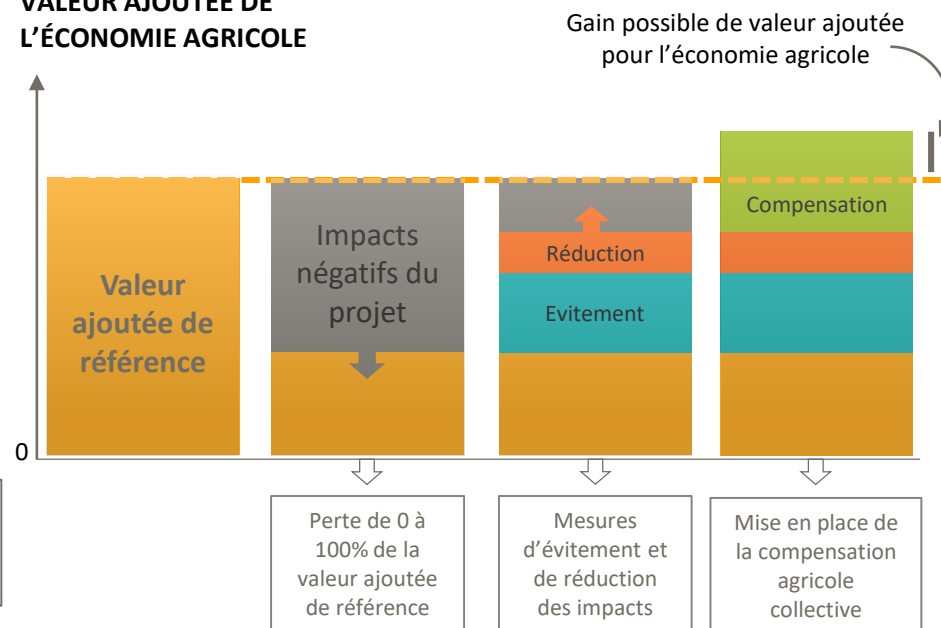 VALEUR AJOUTÉE DE
L'ÉCONOMIE AGRICOLE
Gain possible de valeur ajoutée
pour l'économie agricole
Valeur
ajoutée de
référence
Impacts
négatifs du
projet
Réduction
Evitement
Compensation
0
Perte de 0 à
100% de la
valeur ajoutée
de référence
Mesures
d'évitement et
de réduction
des impacts
Mise en place de
la compensation
agricole
collective